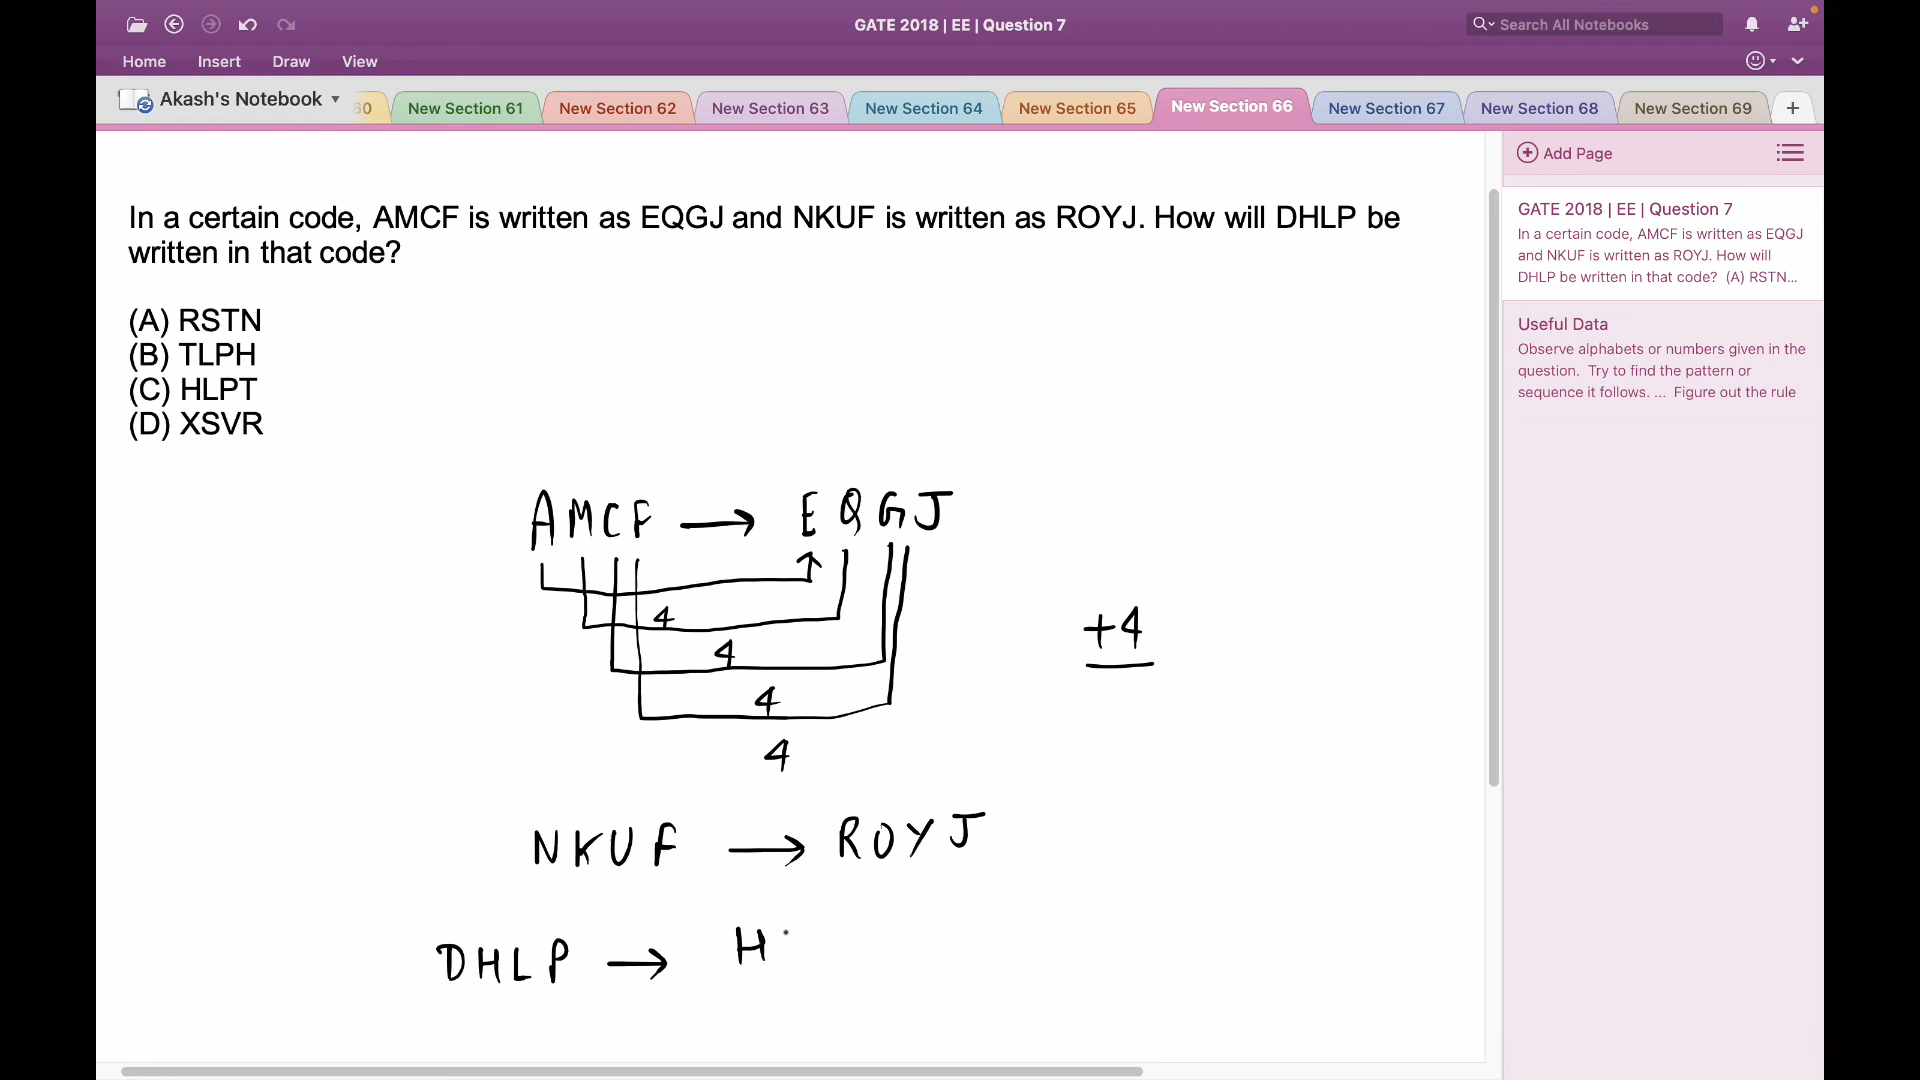 GATE 2018 | EE | Question 7
Search All Notebooks
Home Insert Draw View
Akash's Notebook
60 New Section 61 New Section 62 New Section 63 New Section 64 New Section 65 New Section 66 New Section 67 New Section 68 New Section 69 +
In a certain code, AMCF is written as EQGJ and NKUF is written as ROYJ. How will DHLP be
written in that code?
(A) RSTN
(B) TLPH
(C) HLPT
(D) XSVR
AMCF → EQGJ
4
4
4
4
+4
NKUF → ROYJ
DHLP → H
Add Page
GATE 2018 | EE | Question 7
In a certain code, AMCF is written as EQGJ
and NKUF is written as ROYJ. How will
DHLP be written in that code? (A) RSTN...
Useful Data
Observe alphabets or numbers given in the
question. Try to find the pattern or
sequence it follows. ... Figure out the rule